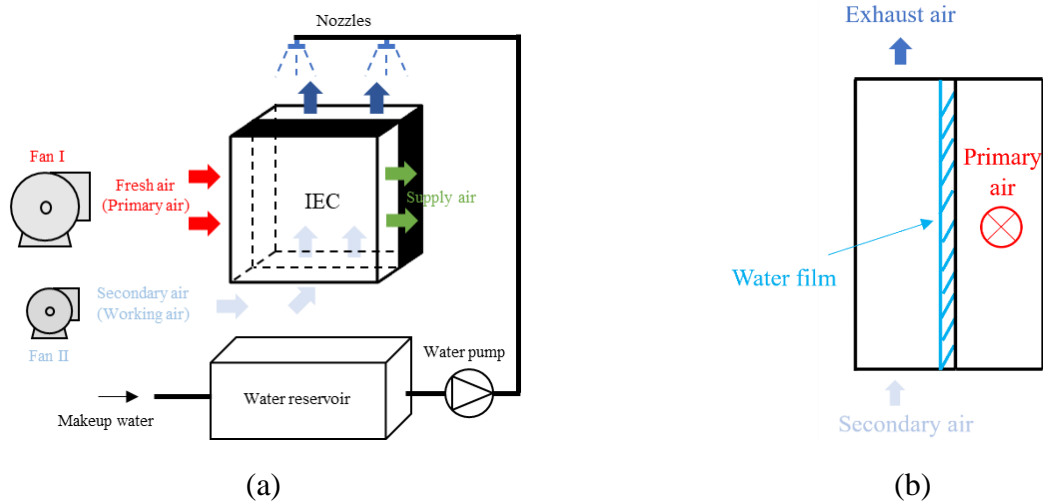 Nozzles
Fan I
Fresh air
(Primary air)
IEC
Supply air
Secondary air
(Working air)
Fan II
Water pump
Water reservoir
Makeup water
(a)
Exhaust air
Primary
air
Water film
Secondary air
(b)